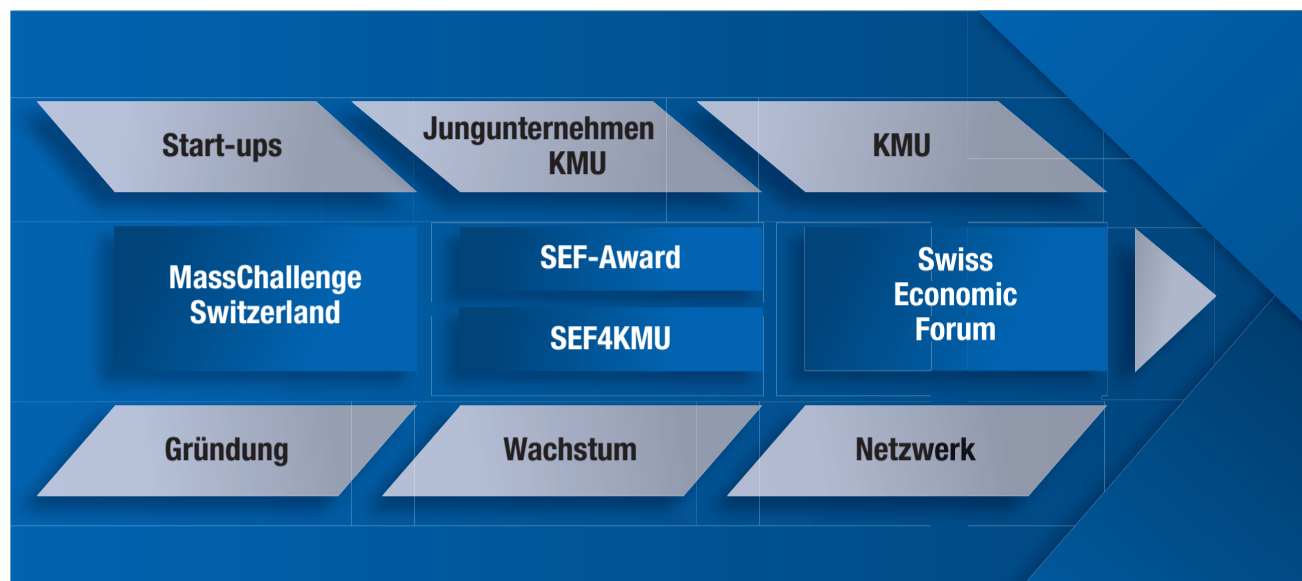 Start-ups
Jungunternehmen
KMU
KMU
MassChallenge
Switzerland
SEF-Award
SEF4KMU
Swiss
Economic
Forum
Gründung
Wachstum
Netzwerk